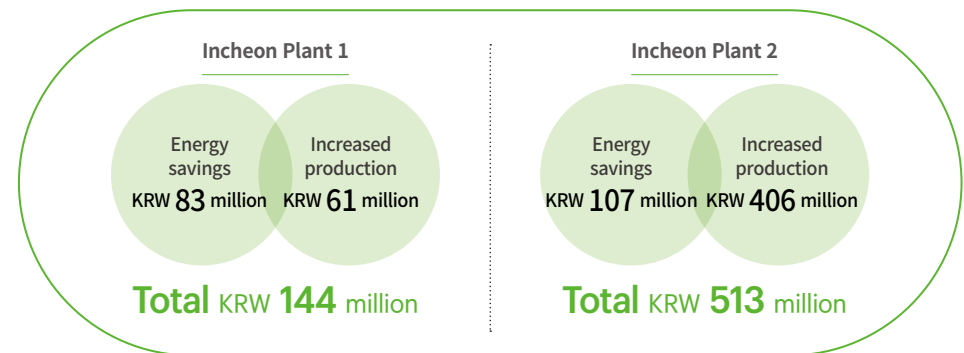 Incheon Plant 1
Energy
savings
KRW 83 million
Increased
production
KRW 61 million
Total KRW 144 million
Incheon Plant 2
Energy
savings
KRW 107 million
Increased
production
KRW 406 million
Total KRW 513 million